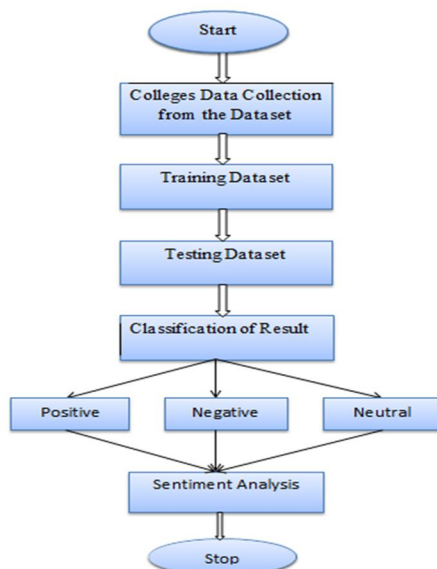 Start
Colleges Data Collection
from the Dataset
Training Dataset
Testing Dataset
Classification of Result
Positive
Negative
Neutral
Sentiment Analysis
Stop